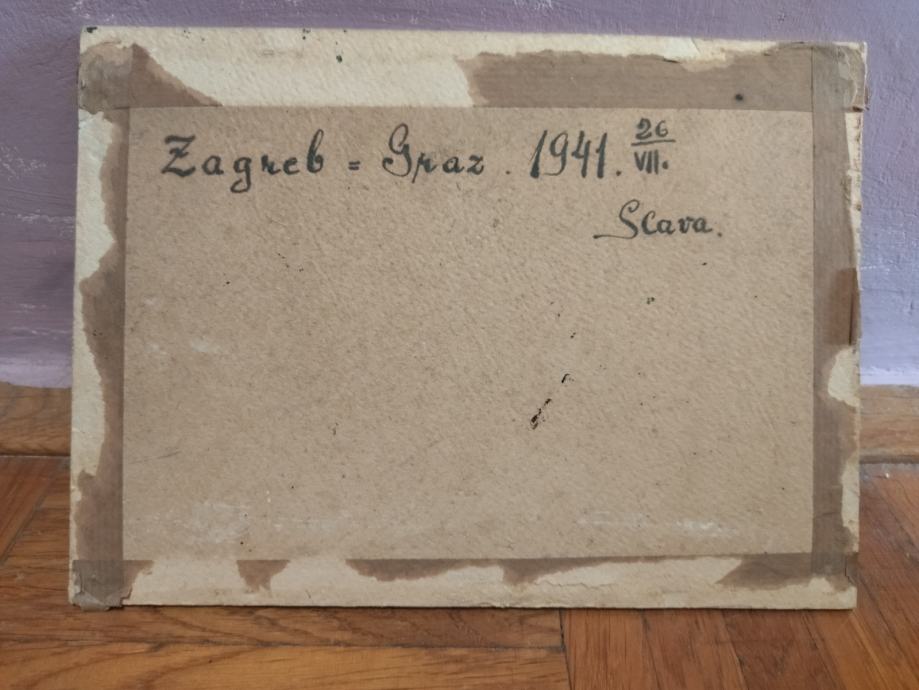 Zagreb = Graz. 1941. 26/VII.
Slava.